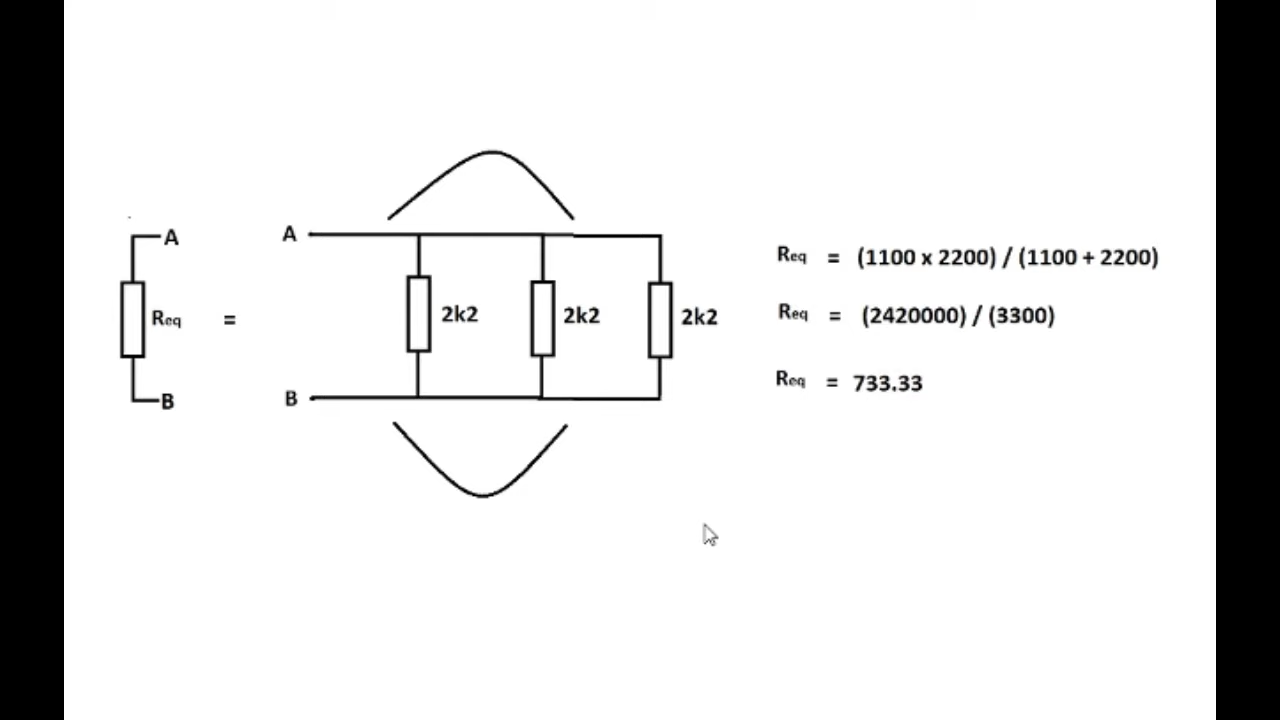 A
Req
=
B
A
2k2
2k2
2k2
B
Req = (1100 x 2200) / (1100 + 2200)
Req = (2420000) / (3300)
Req = 733.33